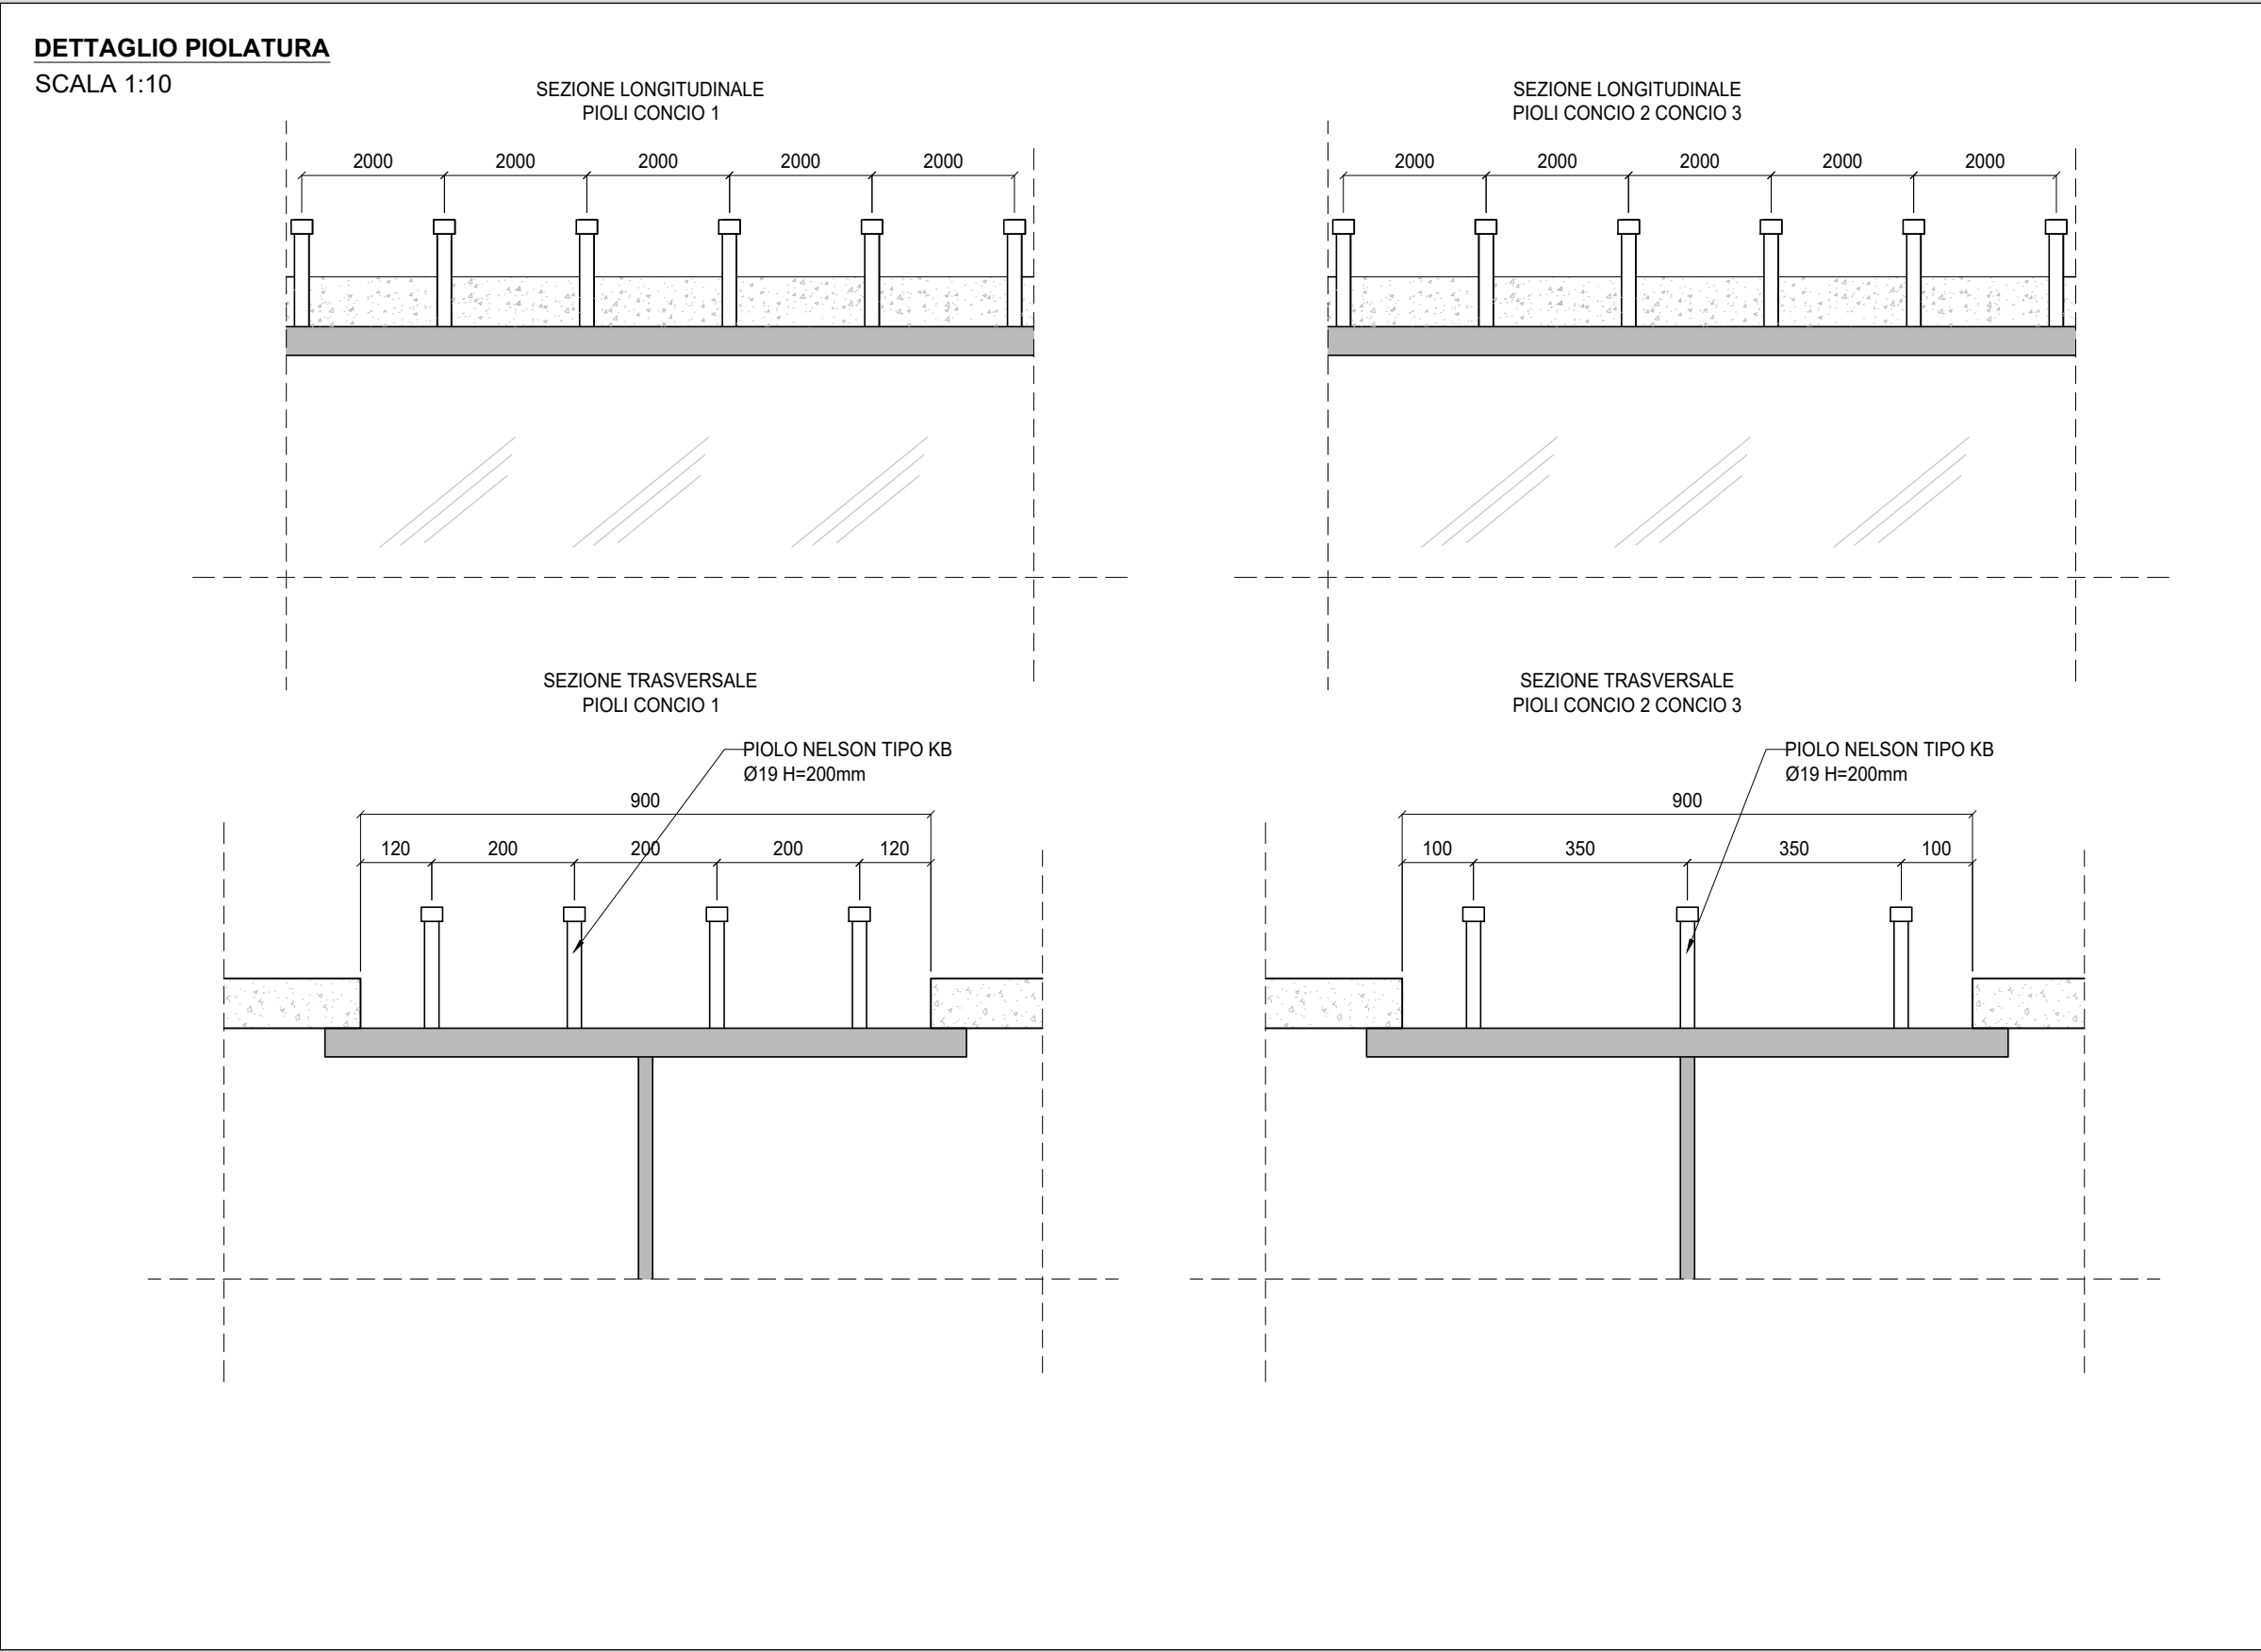 DETTAGLIO PIOLATURA
SCALA 1:10
SEZIONE LONGITUDINALE
PIOLI CONCIO 1
2000 2000 2000 2000 2000
SEZIONE LONGITUDINALE
PIOLI CONCIO 2 CONCIO 3
2000 2000 2000 2000 2000
SEZIONE TRASVERSALE
PIOLI CONCIO 1
PIOLO NELSON TIPO KB
Ø19 H=200mm
900
120 200 200 200 120
SEZIONE TRASVERSALE
PIOLI CONCIO 2 CONCIO 3
PIOLO NELSON TIPO KB
Ø19 H=200mm
900
100 350 350 100